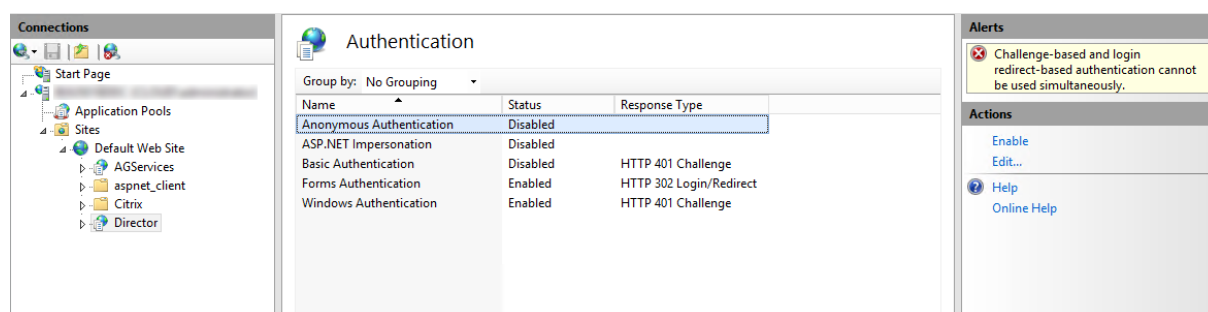 Connections
Start Page
Application Pools
Sites
Default Web Site
AGServices
aspnet_client
Citrix
Director
Authentication
Group by: No Grouping
Name Status Response Type
Anonymous Authentication Disabled
ASP.NET Impersonation Disabled
Basic Authentication Disabled HTTP 401 Challenge
Forms Authentication Enabled HTTP 302 Login/Redirect
Windows Authentication Enabled HTTP 401 Challenge
Alerts
Challenge-based and login
redirect-based authentication cannot
be used simultaneously.
Actions
Enable
Edit...
Help
Online Help